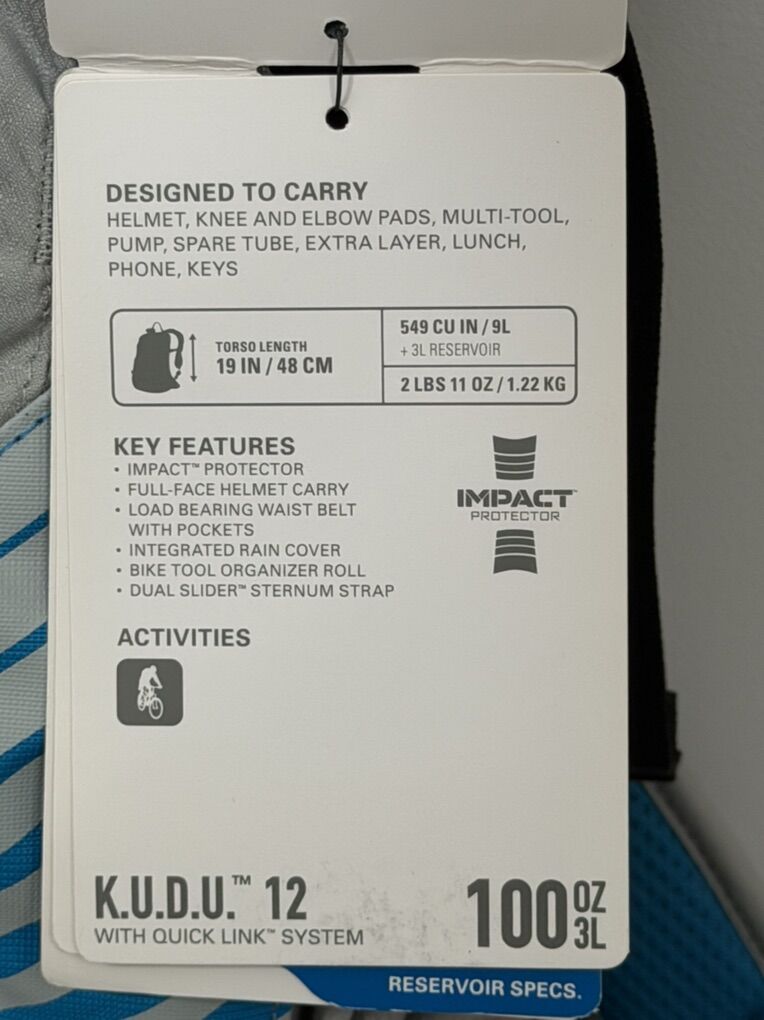 DESIGNED TO CARRY
HELMET, KNEE AND ELBOW PADS, MULTI-TOOL,
PUMP, SPARE TUBE, EXTRA LAYER, LUNCH,
PHONE, KEYS
TORSO LENGTH
19 IN / 48 CM
549 CU IN / 9L
+ 3L RESERVOIR
2 LBS 11 OZ / 1.22 KG
KEY FEATURES
• IMPACT™ PROTECTOR
• FULL-FACE HELMET CARRY
• LOAD BEARING WAIST BELT
WITH POCKETS
• INTEGRATED RAIN COVER
• BIKE TOOL ORGANIZER ROLL
• DUAL SLIDER™ STERNUM STRAP
IMPACT™
PROTECTOR
ACTIVITIES
K.U.D.U.™ 12
WITH QUICK LINK™ SYSTEM
100 OZ
3L
RESERVOIR SPECS.